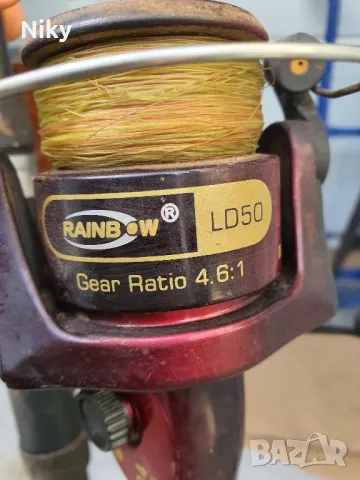 Niky
RAINBOW ® LD50
Gear Ratio 4.6:1
BAZAR